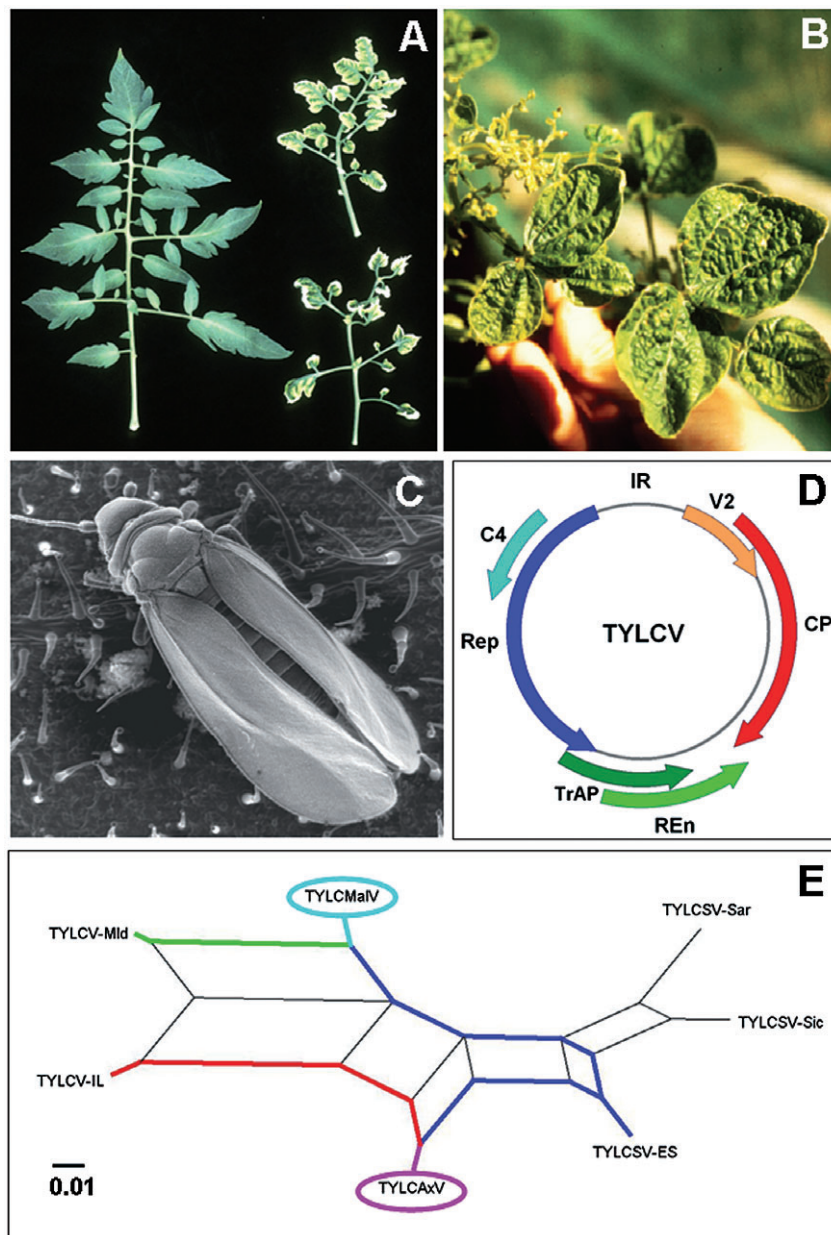 A
B
C
D
IR
V2
C4
Rep
TYLCV
CP
TrAP
REn
E
TYLCMalV
TYLCV-Mld
TYLCSV-Sar
TYLCSV-Sic
TYLCV-IL
TYLCSV-ES
0.01
TYLCAxV